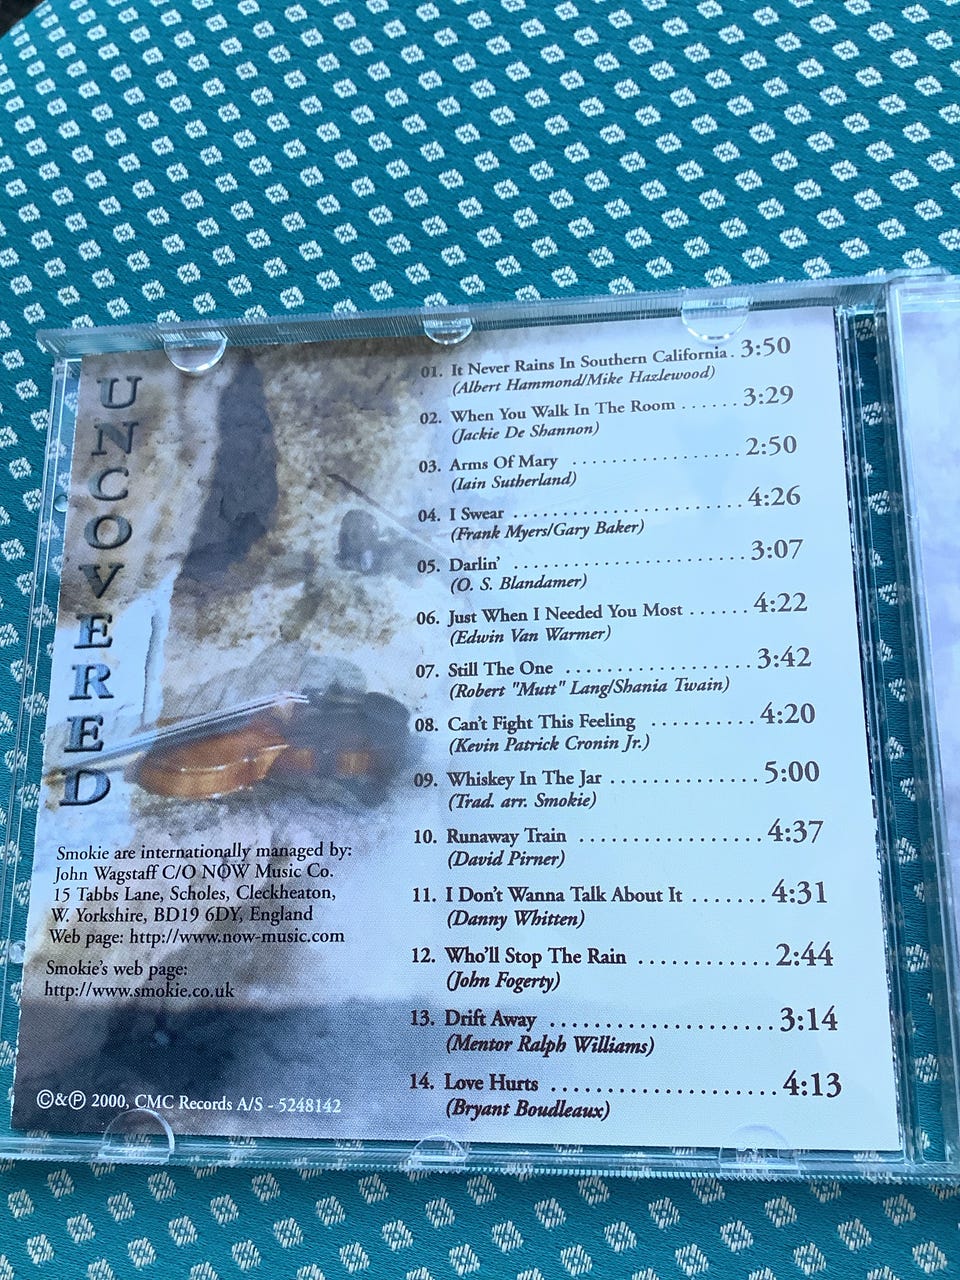 UNCOVERED
01. It Never Rains In Southern California . 3:50
(Albert Hammond/Mike Hazlewood)
02. When You Walk In The Room ...... 3:29
(Jackie De Shannon)
03. Arms Of Mary ................. 2:50
(Iain Sutherland)
04. I Swear ....................... 4:26
(Frank Myers/Gary Baker)
05. Darlin' ....................... 3:07
(O. S. Blandamer)
06. Just When I Needed You Most ...... 4:22
(Edwin Van Warmer)
07. Still The One ................... 3:42
(Robert "Mutt" Lang/Shania Twain)
08. Can't Fight This Feeling .......... 4:20
(Kevin Patrick Cronin Jr.)
09. Whiskey In The Jar .............. 5:00
(Trad. arr. Smokie)
10. Runaway Train ................. 4:37
(David Pirner)
11. I Don't Wanna Talk About It ....... 4:31
(Danny Whitten)
12. Who'll Stop The Rain ............ 2:44
(John Fogerty)
13. Drift Away .................... 3:14
(Mentor Ralph Williams)
14. Love Hurts .................... 4:13
(Bryant Boudleaux)
Smokie are internationally managed by:
John Wagstaff C/O NOW Music Co.
15 Tabbs Lane, Scholes, Cleckheaton,
W. Yorkshire, BD19 6DY, England
Web page: http://www.now-music.com
Smokie's web page:
http://www.smokie.co.uk
©&℗ 2000, CMC Records A/S - 5248142